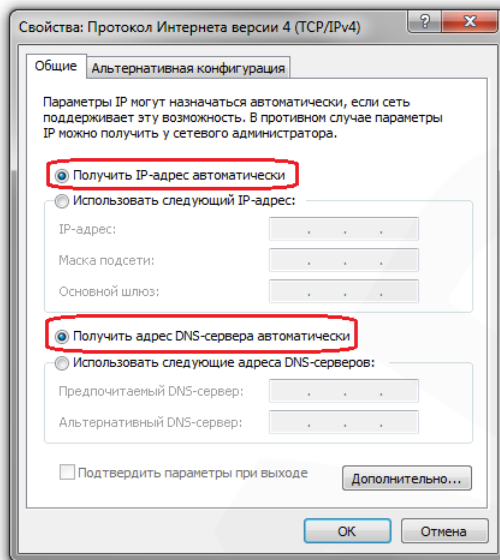 Свойства: Протокол Интернета версии 4 (TCP/IPv4)
?
Общие
Альтернативная конфигурация
Параметры IP могут назначаться автоматически, если сеть
поддерживает эту возможность. В противном случае параметры
IP можно получить у сетевого администратора.
Получить IP-адрес автоматически
Использовать следующий IP-адрес:
IP-адрес: . . .
Маска подсети: . . .
Основной шлюз: . . .
Получить адрес DNS-сервера автоматически
Использовать следующие адреса DNS-серверов:
Предпочитаемый DNS-сервер: . . .
Альтернативный DNS-сервер: . . .
Подтвердить параметры при выходе
Дополнительно...
ОК
Отмена